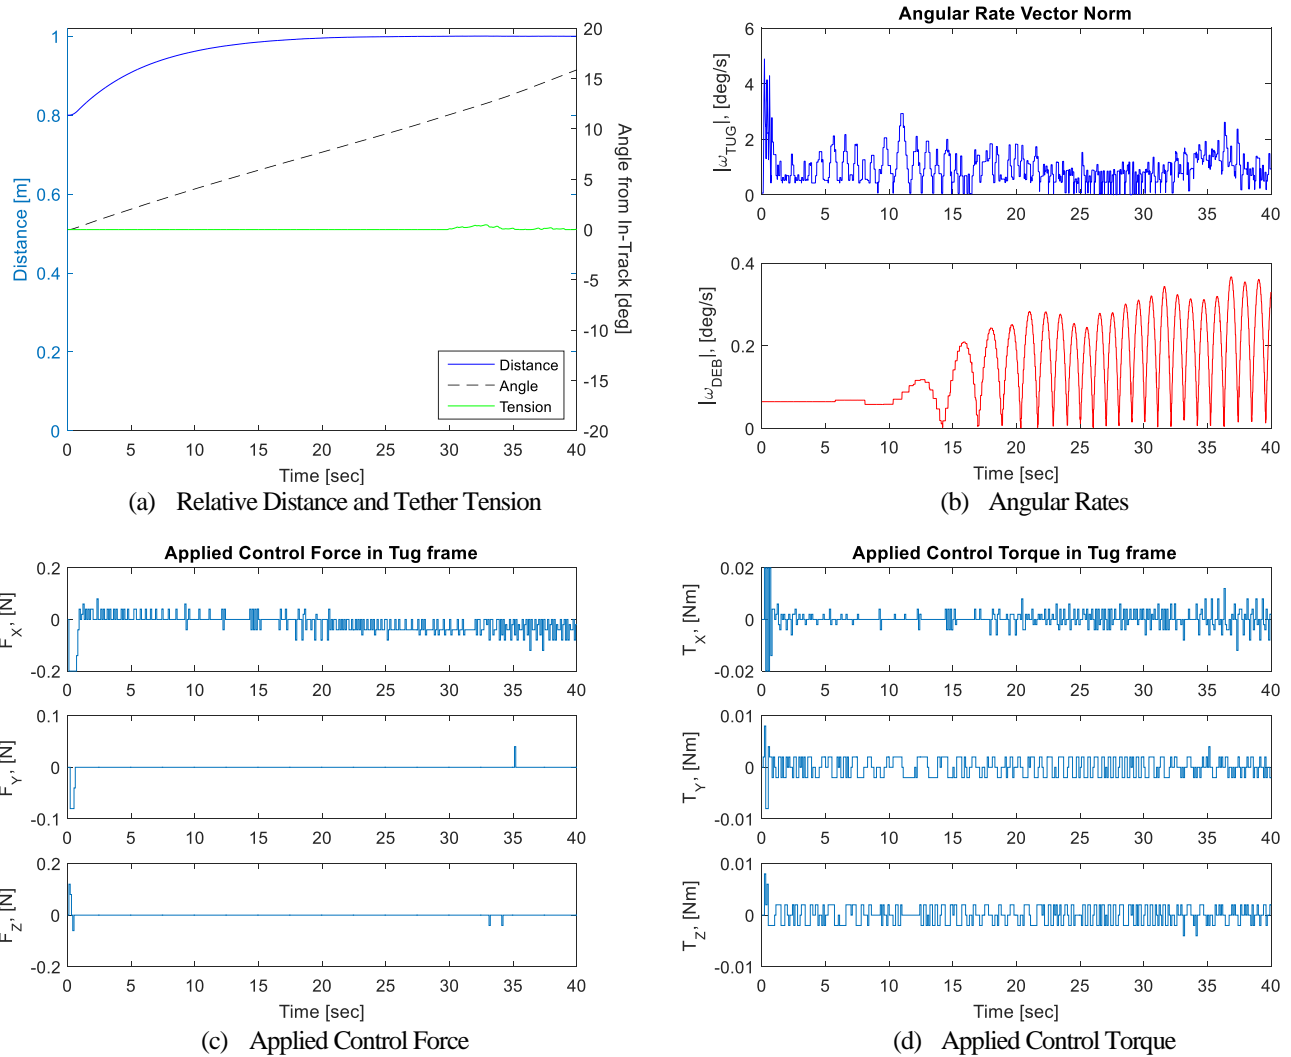 1
0.8
0.6
0.4
0.2
0
Distance [m]
20
15
10
5
0
-5
-10
-15
-20
Angle from In-Track [deg]
Distance
Angle
Tension
0 5 10 15 20 25 30 35 40
Time [sec]
(a) Relative Distance and Tether Tension
Angular Rate Vector Norm
|ω_TUG|, [deg/s]
6
4
2
0
0 5 10 15 20 25 30 35 40
|ω_DEB|, [deg/s]
0.4
0.2
0
0 5 10 15 20 25 30 35 40
Time [sec]
(b) Angular Rates
Applied Control Force in Tug frame
F_X, [N]
0.2
0
-0.2
0 5 10 15 20 25 30 35 40
F_Y, [N]
0.1
0
-0.1
0 5 10 15 20 25 30 35 40
F_Z, [N]
0.2
0
-0.2
0 5 10 15 20 25 30 35 40
Time [sec]
(c) Applied Control Force
Applied Control Torque in Tug frame
T_X, [Nm]
0.02
0
-0.02
0 5 10 15 20 25 30 35 40
T_Y, [Nm]
0.01
0
-0.01
0 5 10 15 20 25 30 35 40
T_Z, [Nm]
0.01
0
-0.01
0 5 10 15 20 25 30 35 40
Time [sec]
(d) Applied Control Torque